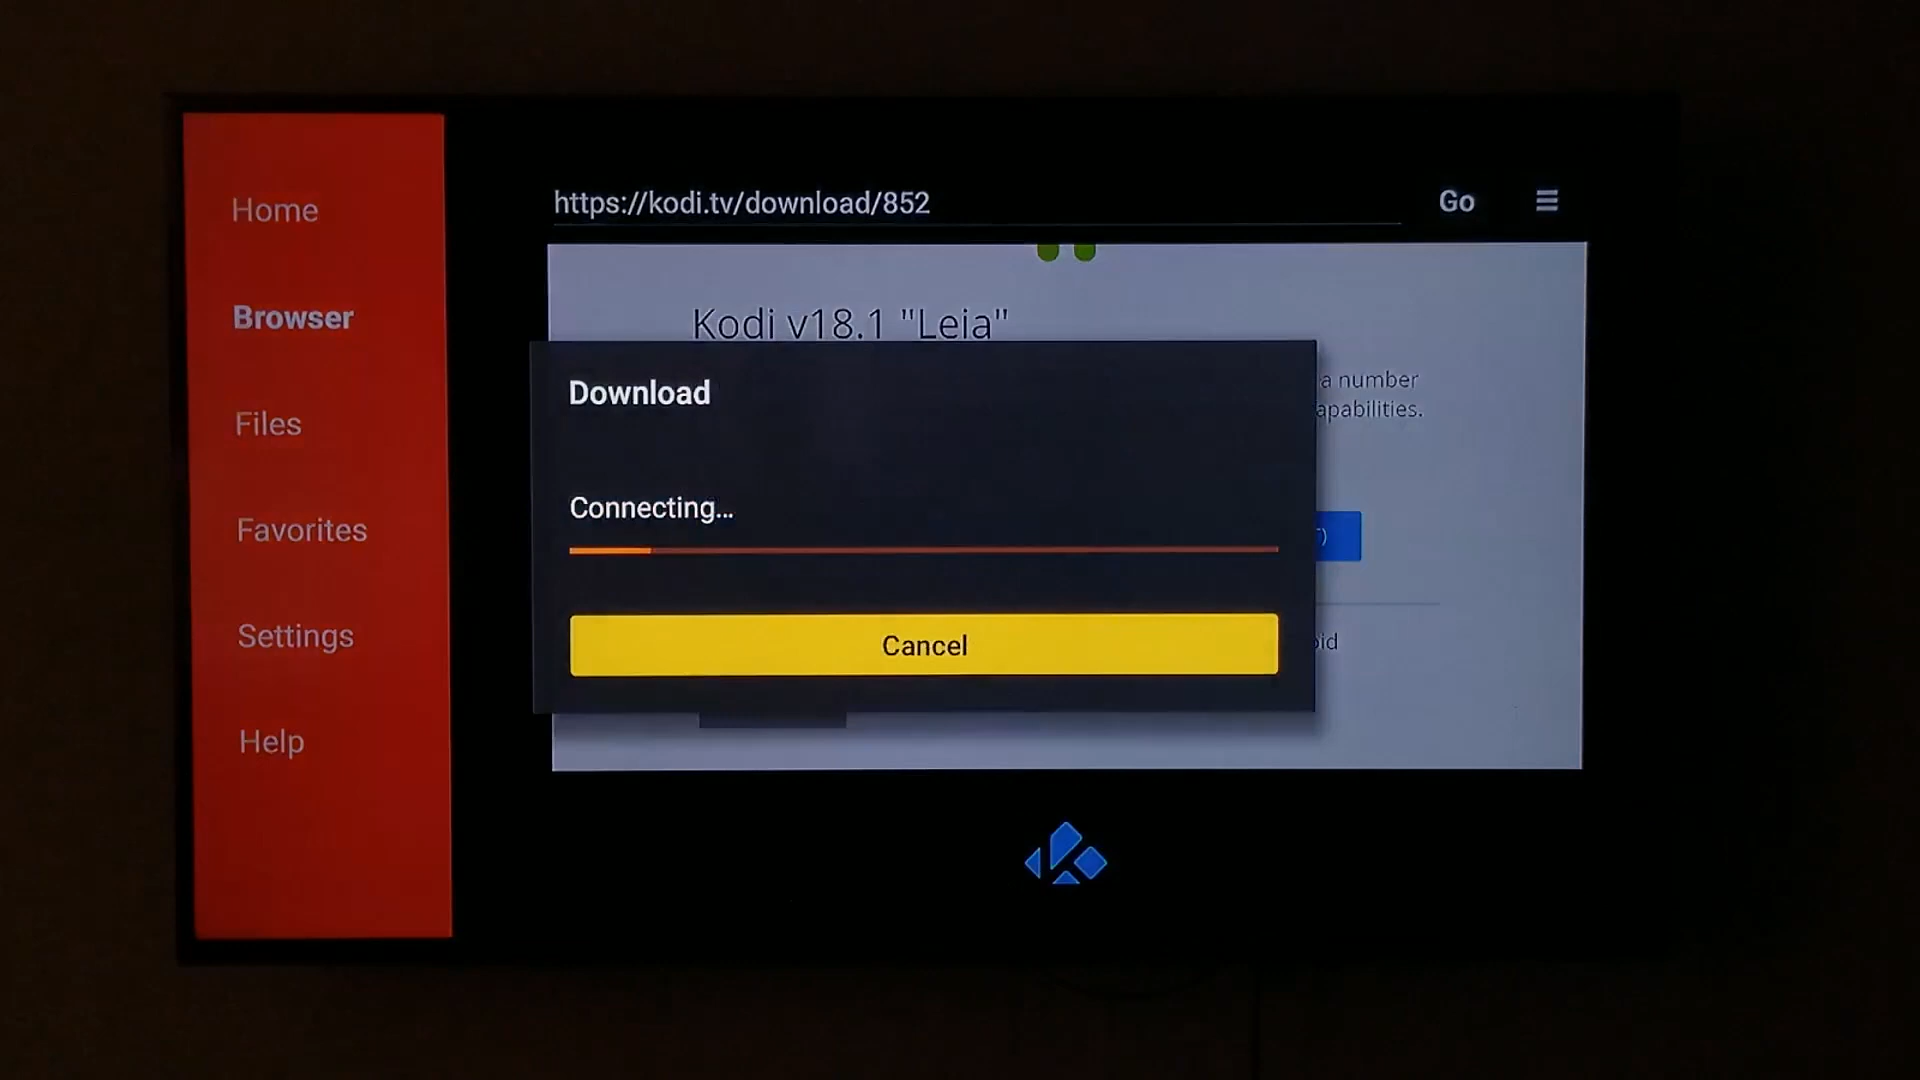 Home
Browser
Files
Favorites
Settings
Help
https://kodi.tv/download/852
Go
Kodi v18.1 "Leia"
a number
apabilities.
Download
Connecting...
Cancel